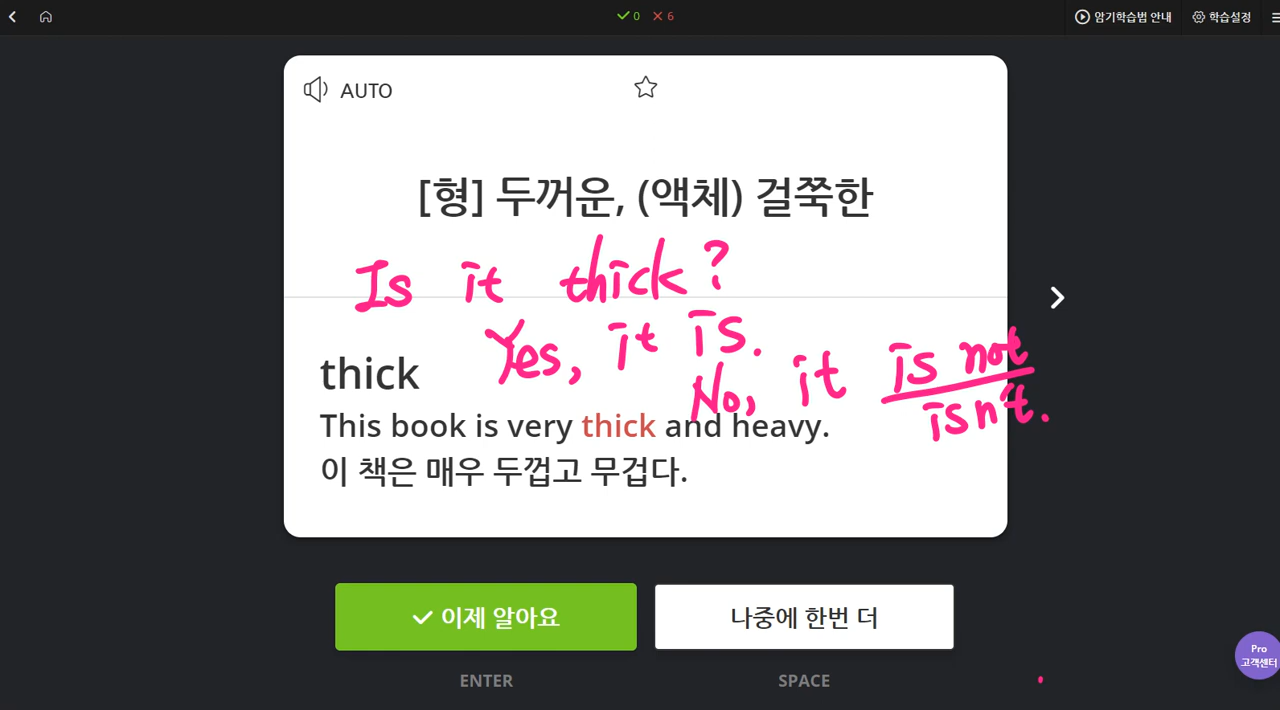 0 6 암기학습법 안내 학습설정
AUTO
[형] 두꺼운, (액체) 걸쭉한
Is it thick?
Yes, it is.
No, it is not
isn't.
thick
This book is very thick and heavy.
이 책은 매우 두껍고 무겁다.
이제 알아요 나중에 한번 더
ENTER SPACE
Pro
고객센터